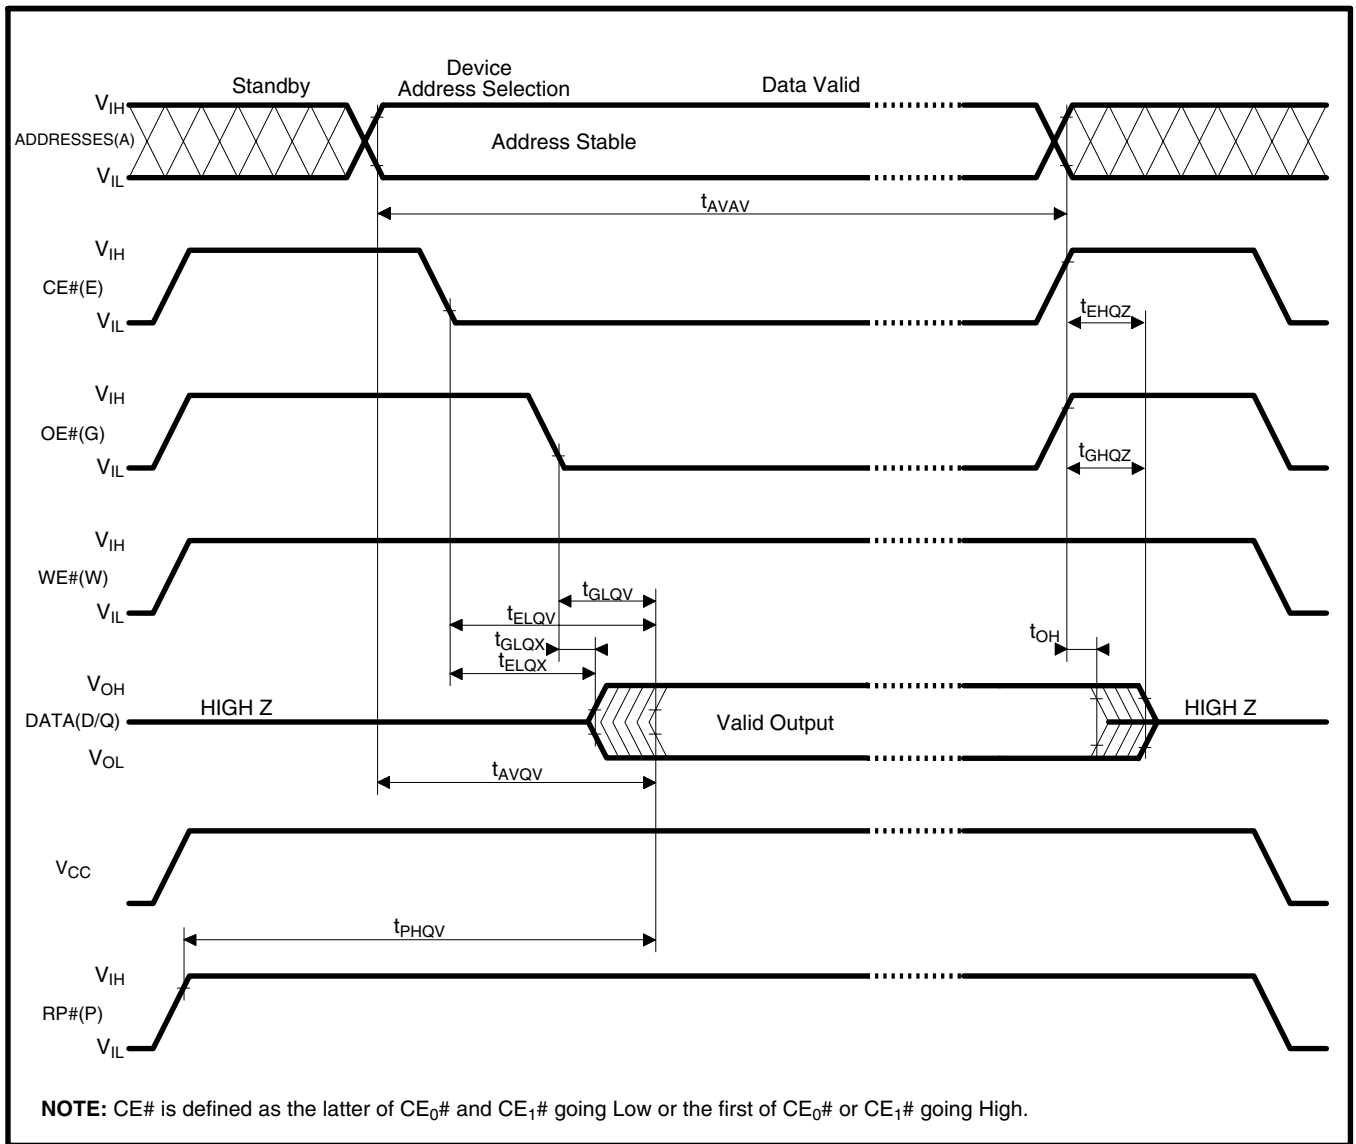 Standby
Device
Address Selection
Data Valid
VIH
ADDRESSES(A)
VIL
Address Stable
tAVAV
VIH
CE#(E)
VIL
tEHQZ
VIH
OE#(G)
VIL
tGHQZ
VIH
WE#(W)
VIL
tGLQV
tELQV
tGLQX
tELQX
tOH
VOH
DATA(D/Q)
VOL
HIGH Z
Valid Output
HIGH Z
tAVQV
VCC
tPHQV
VIH
RP#(P)
VIL
NOTE: CE# is defined as the latter of CE0# and CE1# going Low or the first of CE0# or CE1# going High.